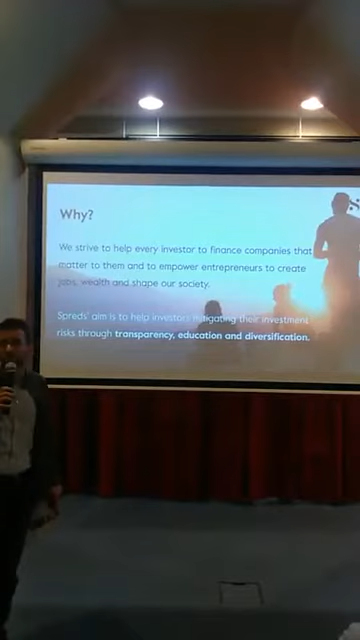 Why?
We strive to help every investor to finance companies that
matter to them and to empower entrepreneurs to create
jobs, wealth and shape our society.
Spreds' aim is to help investors mitigating their investment
risks through transparency, education and diversification.